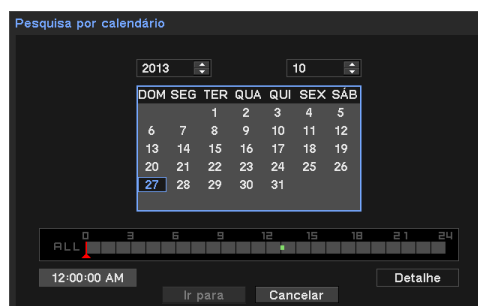 Pesquisa por calendário
2013 10
DOM SEG TER QUA QUI SEX SÁB
1 2 3 4 5
6 7 8 9 10 11 12
13 14 15 16 17 18 19
20 21 22 23 24 25 26
27 28 29 30 31
0 3 6 9 12 15 18 21 24
ALL
12:00:00 AM Detalhe
Ir para Cancelar